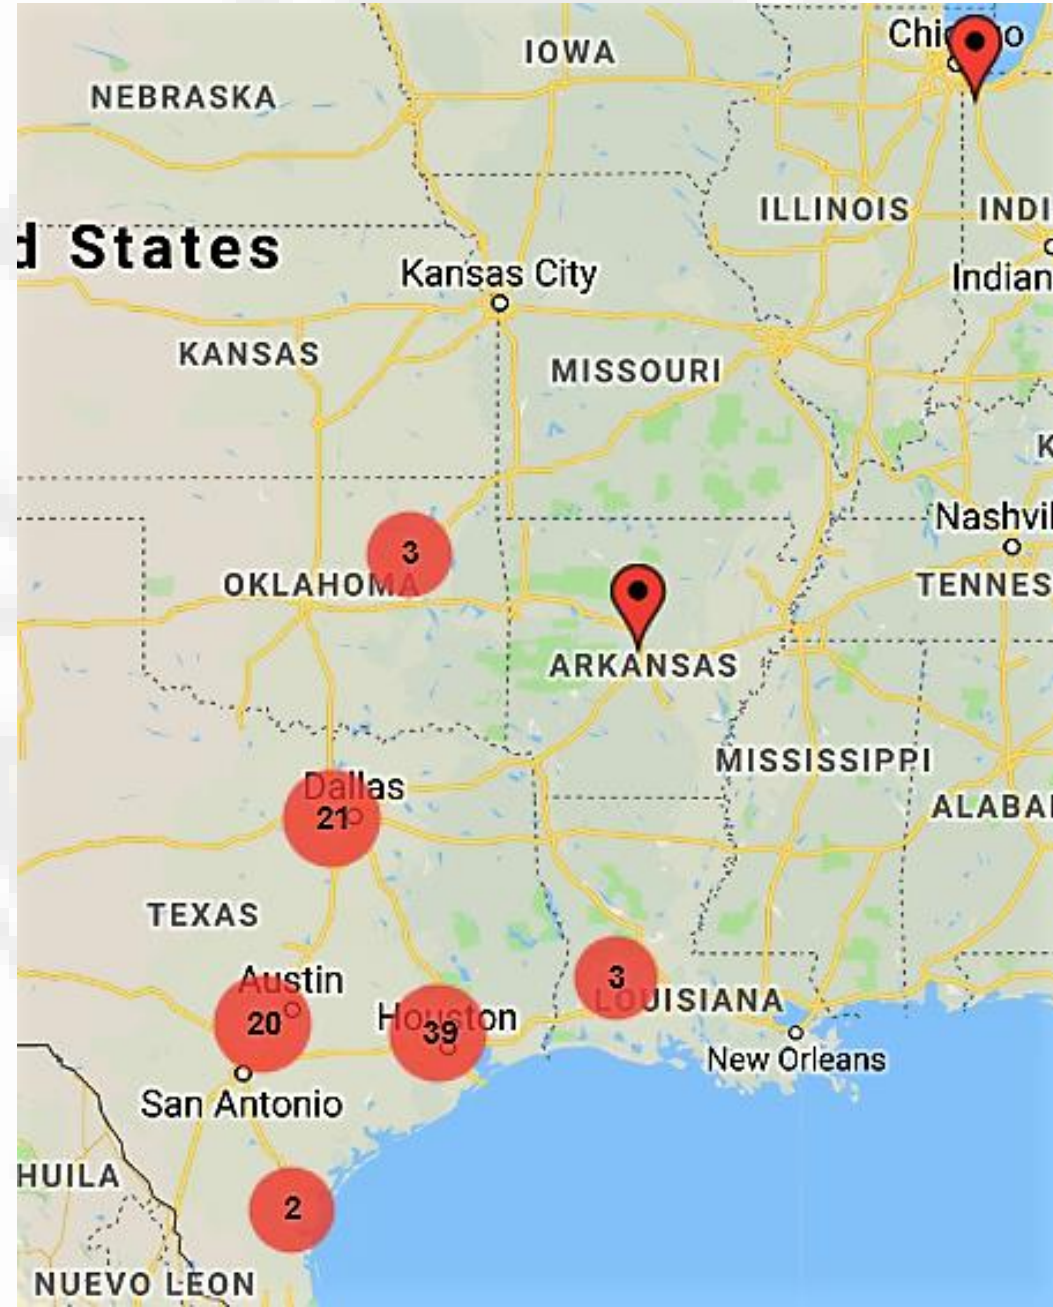 Chicago
IOWA
NEBRASKA
ILLINOIS
INDI
d States
Kansas City
Indian
KANSAS
MISSOURI
K
Nashvil
3
OKLAHOMA
TENNES
ARKANSAS
MISSISSIPPI
Dallas
21
ALABA
TEXAS
Austin
3
LOUISIANA
20
Houston
39
New Orleans
San Antonio
HUILA
2
NUEVO LEON